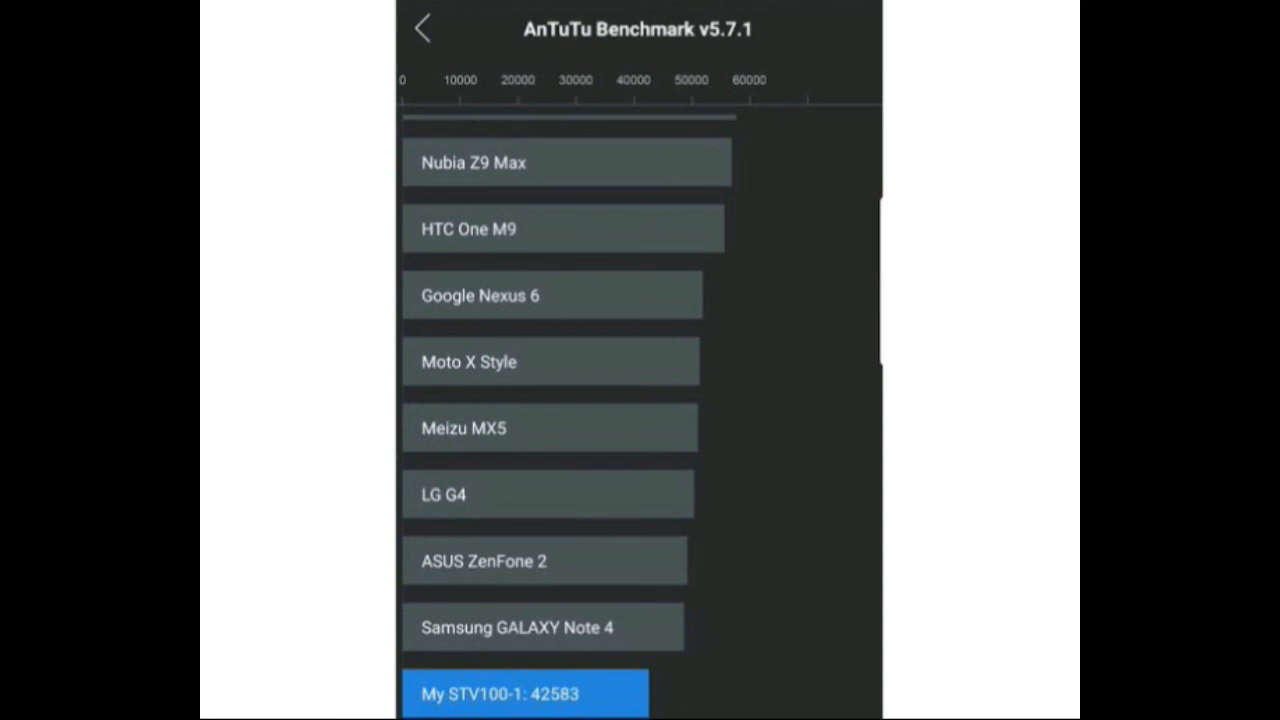 AnTuTu Benchmark v5.7.1
0 10000 20000 30000 40000 50000 60000
Nubia Z9 Max
HTC One M9
Google Nexus 6
Moto X Style
Meizu MX5
LG G4
ASUS ZenFone 2
Samsung GALAXY Note 4
My STV100-1: 42583